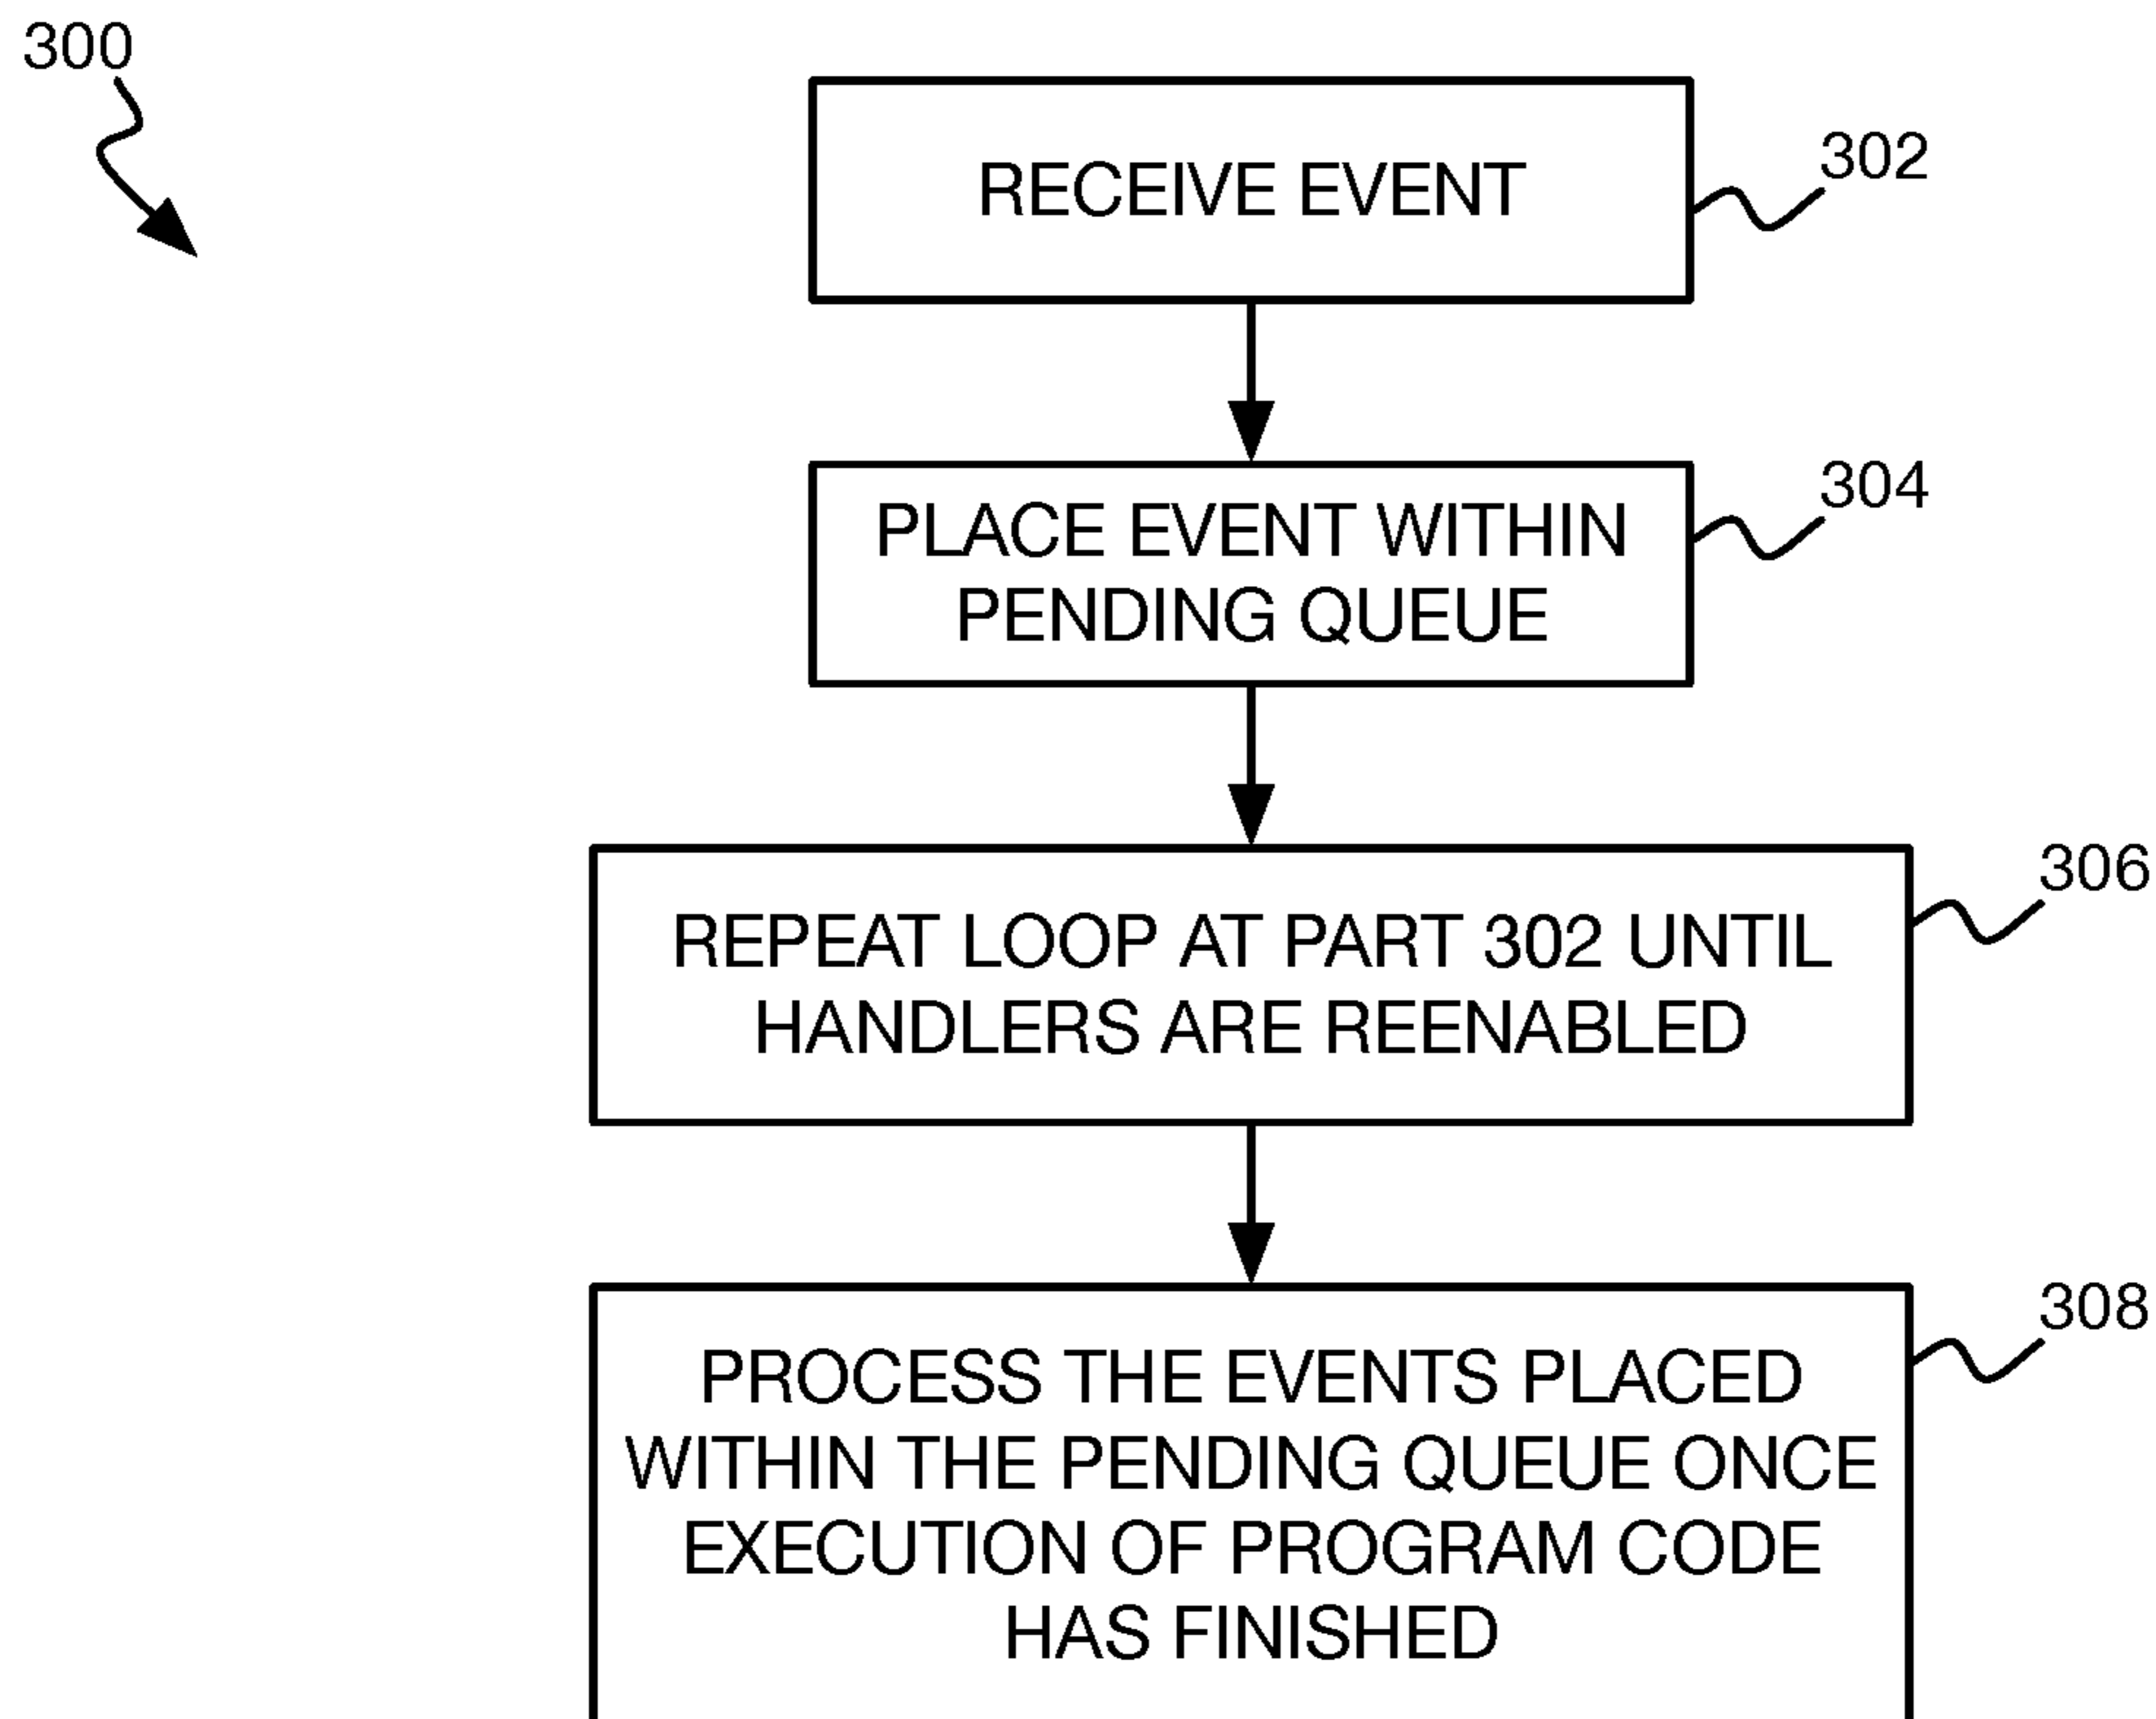 300
RECEIVE EVENT
302
PLACE EVENT WITHIN
PENDING QUEUE
304
REPEAT LOOP AT PART 302 UNTIL
HANDLERS ARE REENABLED
306
PROCESS THE EVENTS PLACED
WITHIN THE PENDING QUEUE ONCE
EXECUTION OF PROGRAM CODE
HAS FINISHED
308